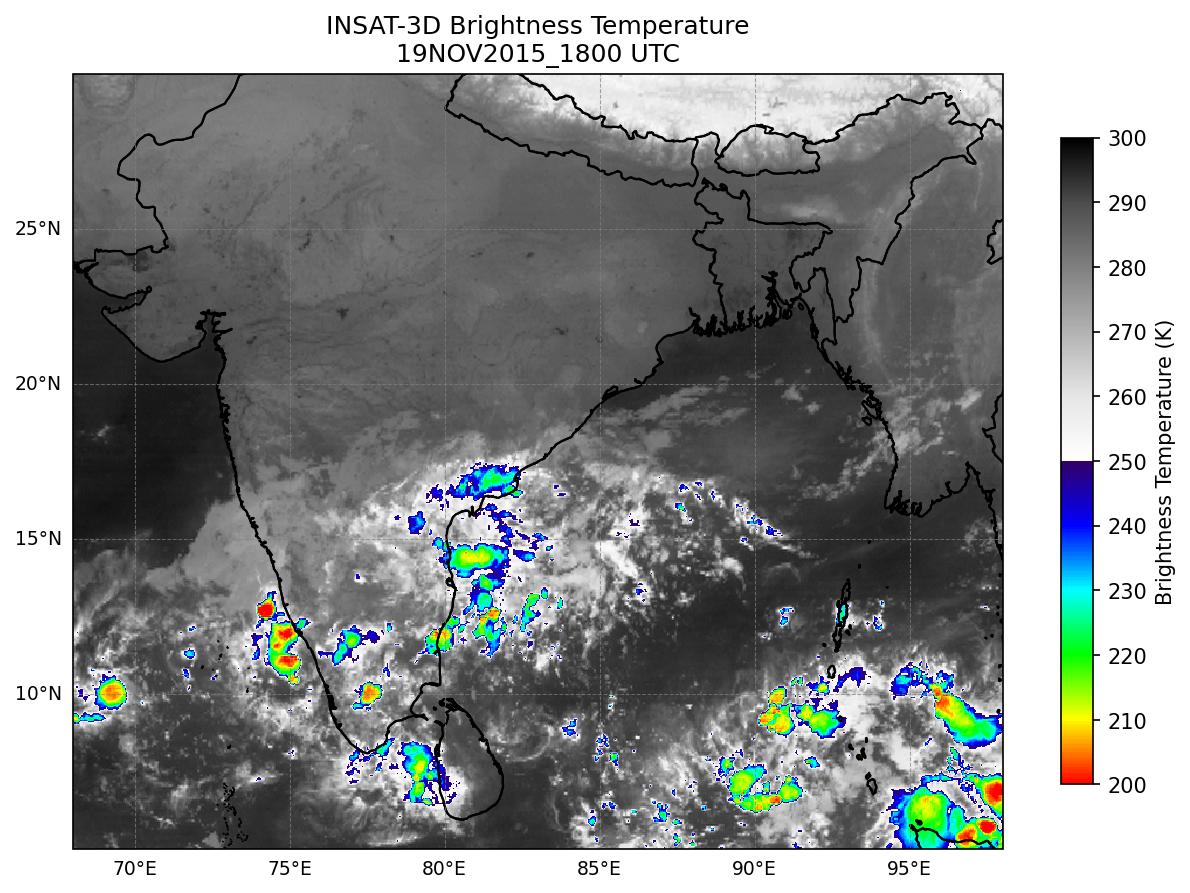 INSAT-3D Brightness Temperature
19NOV2015_1800 UTC
25°N
20°N
15°N
10°N
70°E
75°E
80°E
85°E
90°E
95°E
300
290
280
270
260
250
240
230
220
210
200
Brightness Temperature (K)